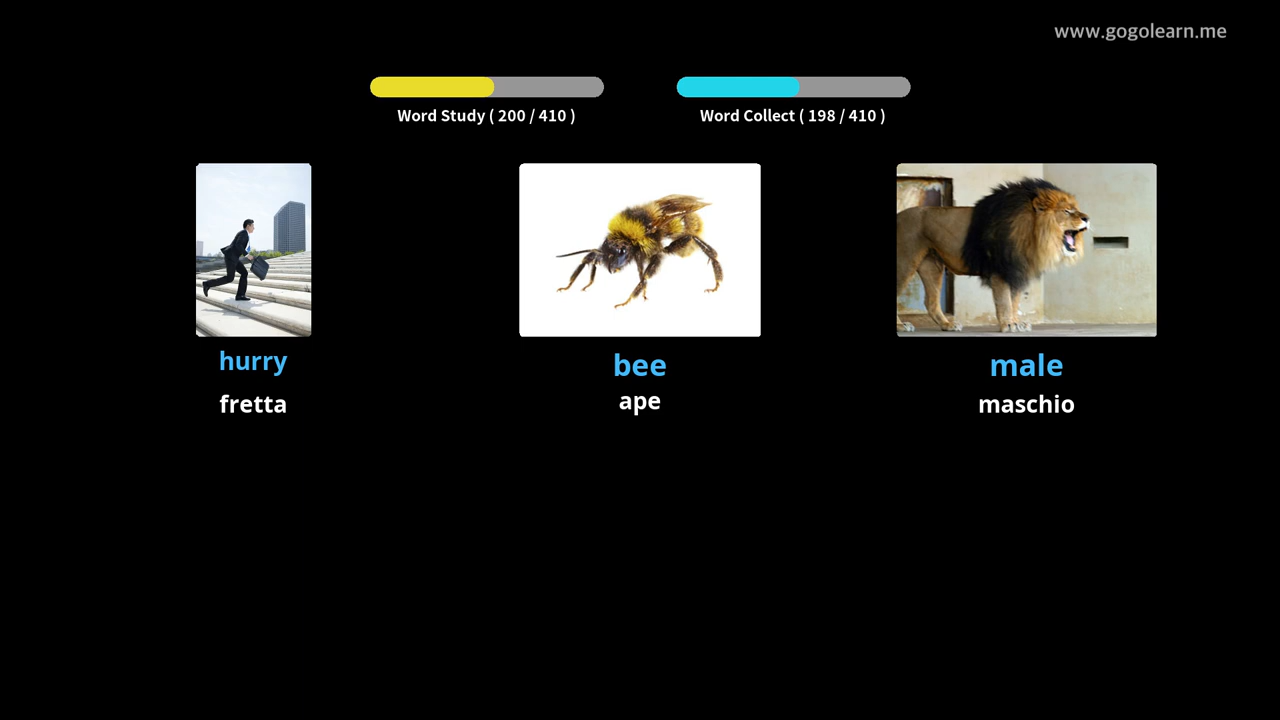 www.gogolearn.me
Word Study ( 200 / 410 )
Word Collect ( 198 / 410 )
hurry
fretta
bee
ape
male
maschio